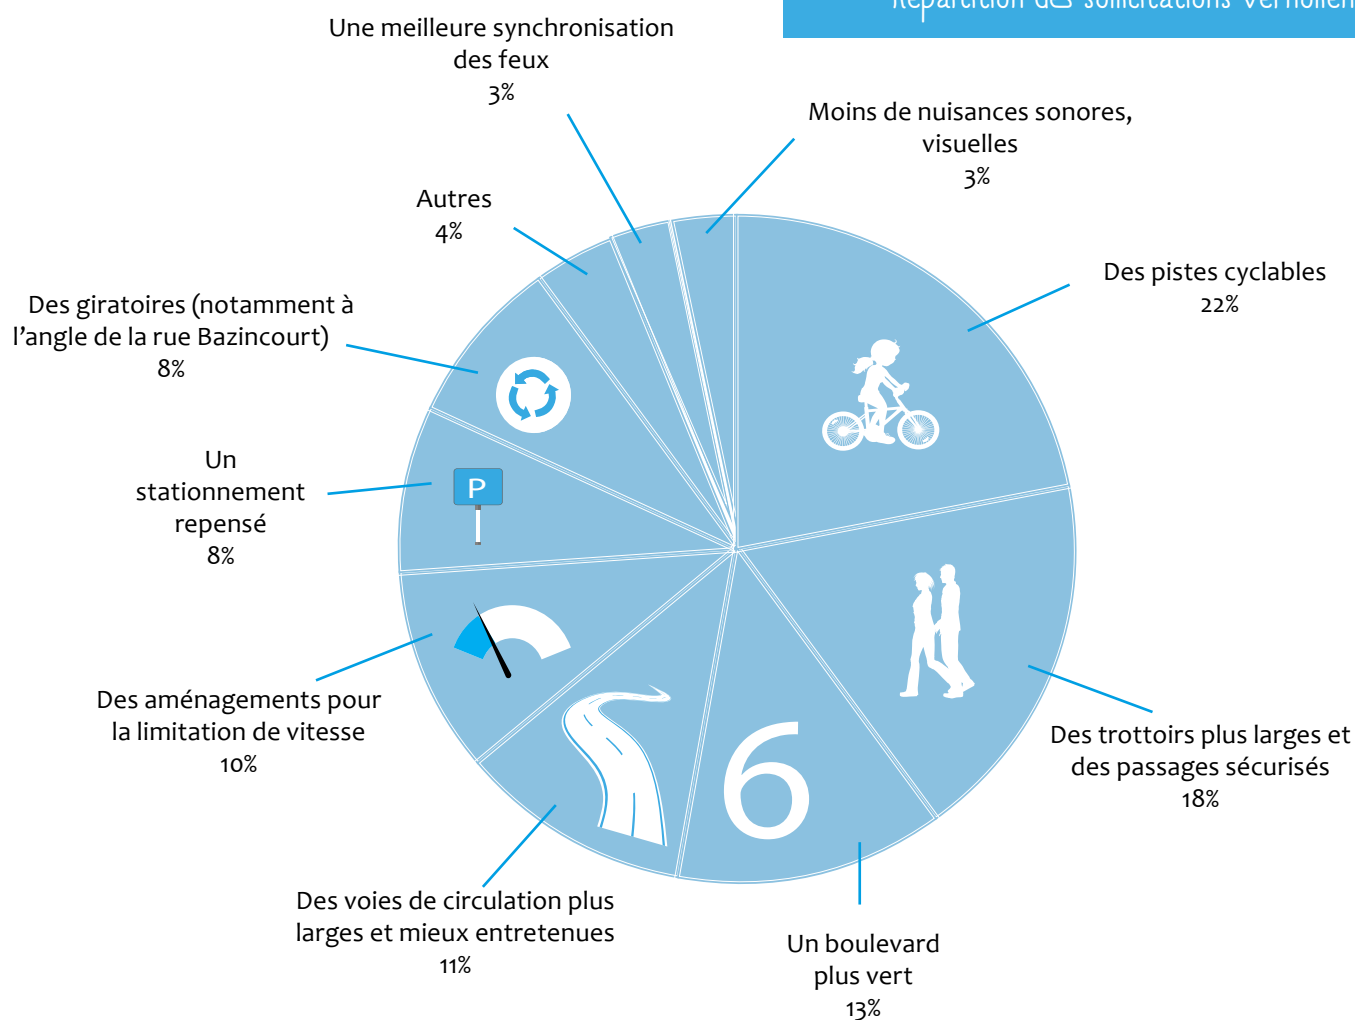 Répartition des sollicitations
Une meilleure synchronisation
des feux
3%
Moins de nuisances sonores,
visuelles
3%
Autres
4%
Des pistes cyclables
22%
Des giratoires (notamment à
l'angle de la rue Bazincourt)
8%
Un
stationnement
repensé
8%
P
Des aménagements pour
la limitation de vitesse
10%
Des trottoirs plus larges et
des passages sécurisés
18%
6
Des voies de circulation plus
larges et mieux entretenues
11%
Un boulevard
plus vert
13%